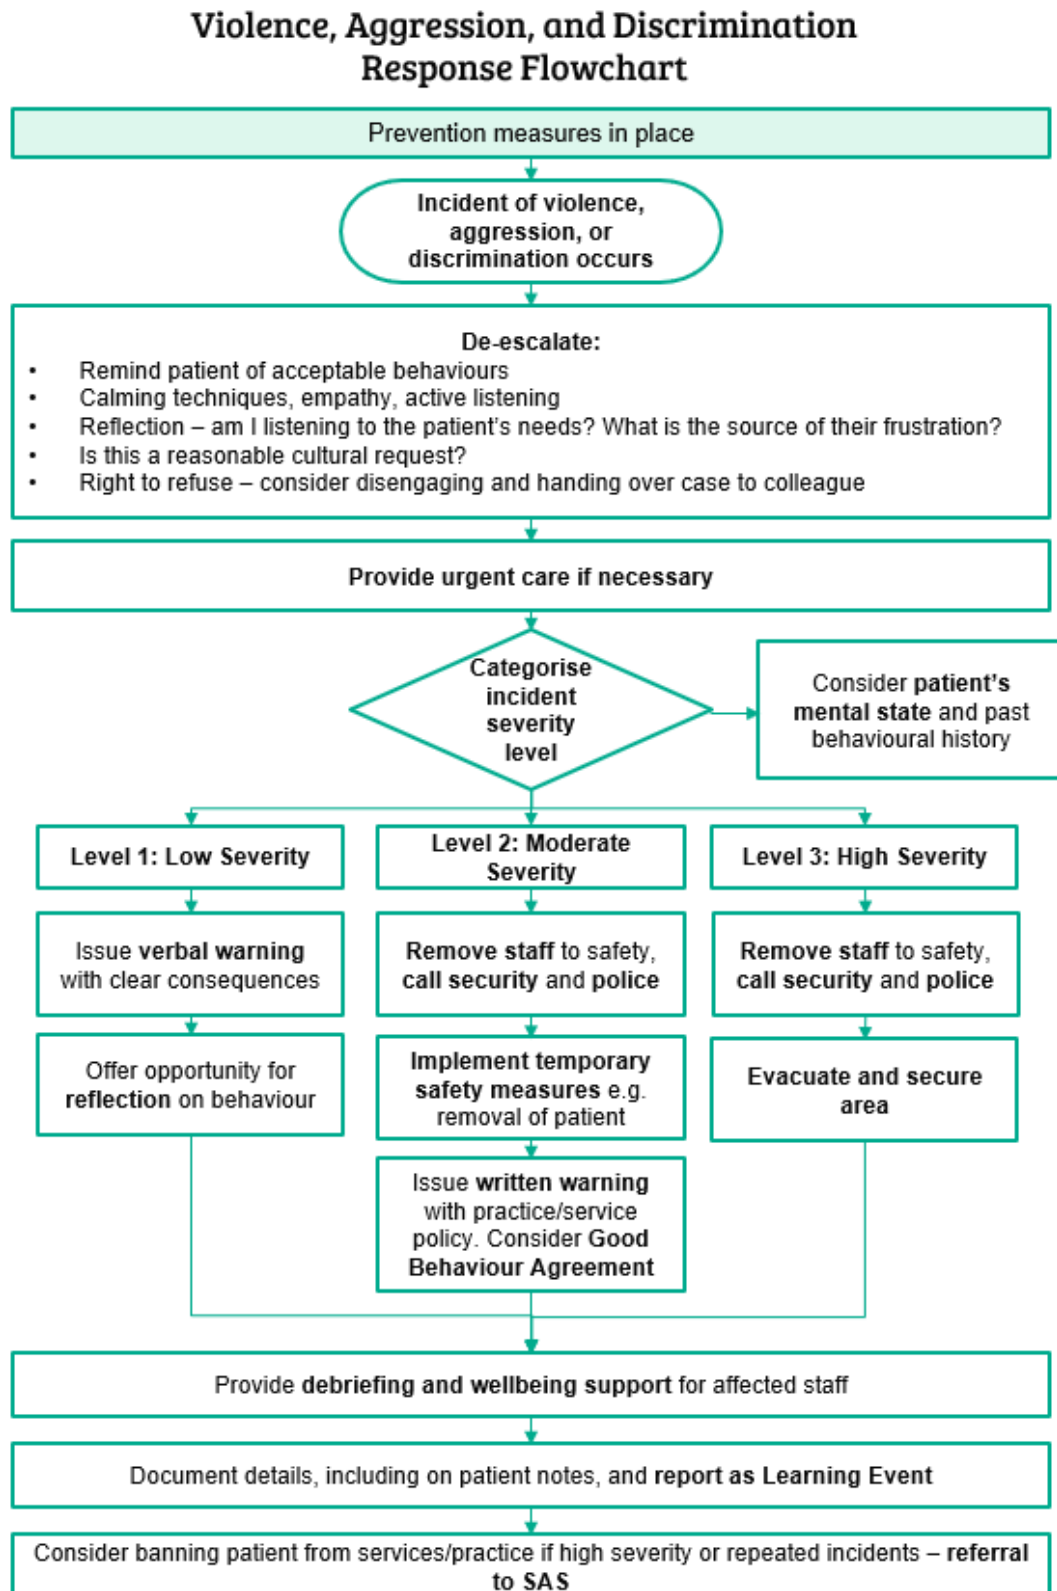 Violence, Aggression, and Discrimination
Response Flowchart
Prevention measures in place
Incident of violence,
aggression, or
discrimination occurs
De-escalate:
• Remind patient of acceptable behaviours
• Calming techniques, empathy, active listening
• Reflection – am I listening to the patient's needs? What is the source of their frustration?
• Is this a reasonable cultural request?
• Right to refuse – consider disengaging and handing over case to colleague
Provide urgent care if necessary
Categorise
incident
severity
level
Consider patient's
mental state and past
behavioural history
Level 1: Low Severity
Issue verbal warning
with clear consequences
Offer opportunity for
reflection on behaviour
Level 2: Moderate
Severity
Remove staff to safety,
call security and police
Implement temporary
safety measures e.g.
removal of patient
Issue written warning
with practice/service
policy. Consider Good
Behaviour Agreement
Level 3: High Severity
Remove staff to safety,
call security and police
Evacuate and secure
area
Provide debriefing and wellbeing support for affected staff
Document details, including on patient notes, and report as Learning Event
Consider banning patient from services/practice if high severity or repeated incidents – referral
to SAS